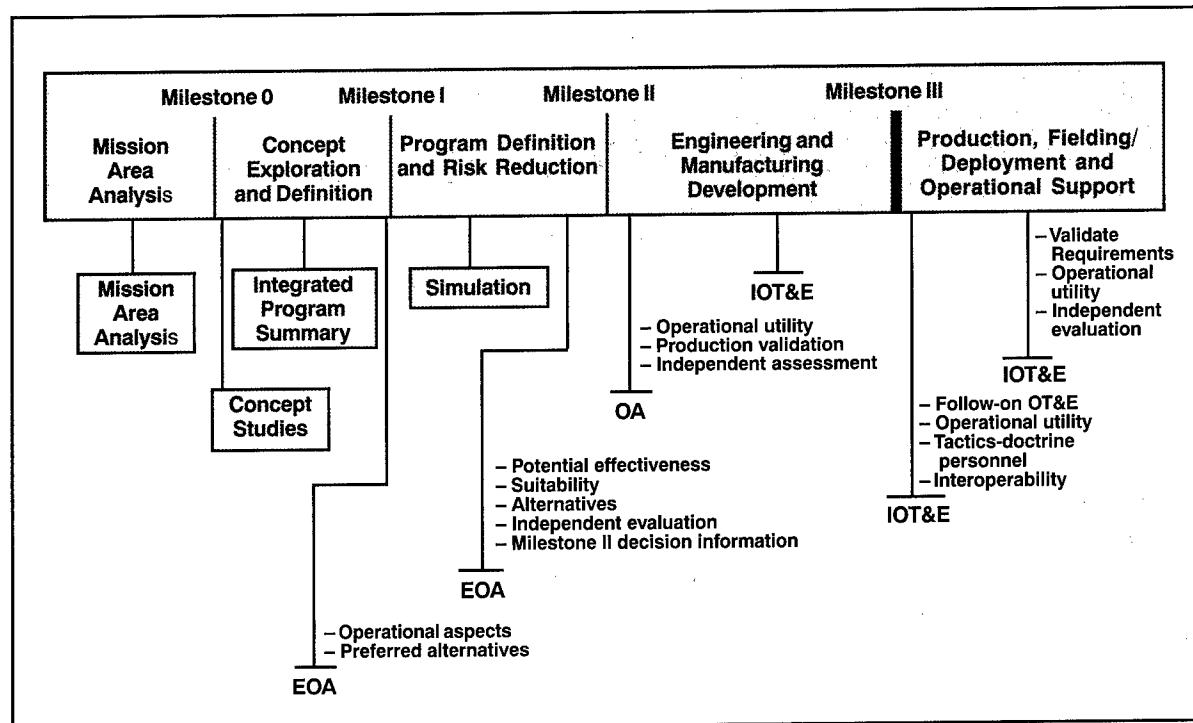 Milestone 0
Milestone I
Milestone II
Milestone III
Mission
Area
Analysis
Concept
Exploration
and Definition
Program Definition
and Risk Reduction
Engineering and
Manufacturing
Development
Production, Fielding/
Deployment and
Operational Support
Mission
Area
Analysis
Integrated
Program
Summary
Simulation
IOT&E
– Validate
Requirements
– Operational
utility
– Independent
evaluation
IOT&E
Concept
Studies
– Operational utility
– Production validation
– Independent assessment
OA
– Follow-on OT&E
– Operational utility
– Tactics-doctrine
personnel
– Interoperability
IOT&E
– Potential effectiveness
– Suitability
– Alternatives
– Independent evaluation
– Milestone II decision information
EOA
– Operational aspects
– Preferred alternatives
EOA